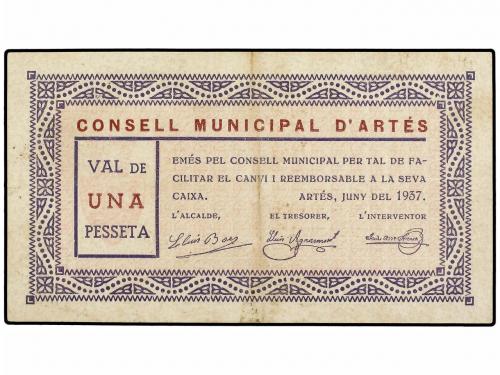 CONSELL MUNICIPAL D'ARTÉS
VAL DE
UNA
PESSETA
EMÉS PEL CONSELL MUNICIPAL PER TAL DE FA-
CILITAR EL CANVI I REEMBORSABLE A LA SEVA
CAIXA. ARTÉS, JUNY DEL 1937.
L'ALCALDE, EL TRESORER, L'INTERVENTOR